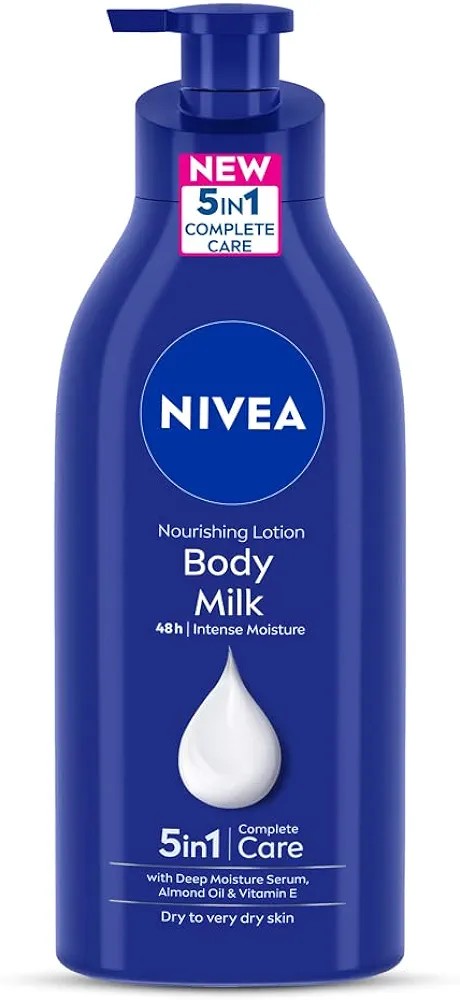 NEW
5IN1
COMPLETE
CARE
NIVEA
Nourishing Lotion
Body
Milk
48h | Intense Moisture
5in1 | Complete Care
with Deep Moisture Serum,
Almond Oil & Vitamin E
Dry to very dry skin